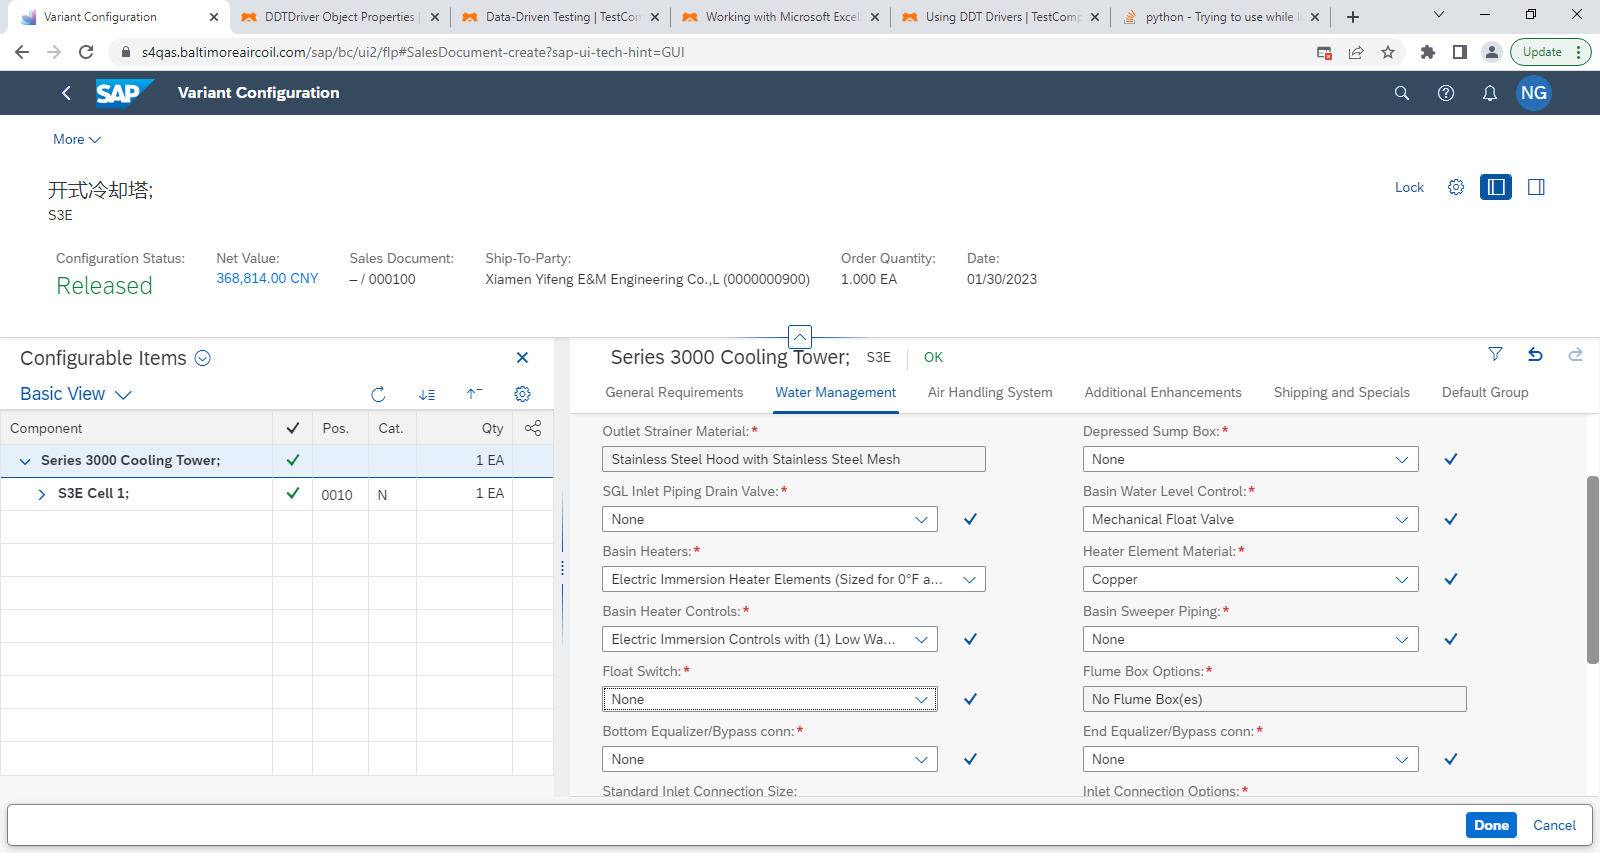 Variant Configuration
DDTDriver Object Properties
Data-Driven Testing | TestCom
Working with Microsoft Excel
Using DDT Drivers | TestComp
python - Trying to use while l
s4qas.baltimoreaircoil.com/sap/bc/ui2/flp#SalesDocument-create?sap-ui-tech-hint=GUI
Update
SAP
Variant Configuration
NG
More
开式冷却塔;
S3E
Lock
Configuration Status:
Released
Net Value:
368,814.00 CNY
Sales Document:
– / 000100
Ship-To-Party:
Xiamen Yifeng E&M Engineering Co.,L (0000000900)
Order Quantity:
1.000 EA
Date:
01/30/2023
Configurable Items
Basic View
Component Pos. Cat. Qty
Series 3000 Cooling Tower; 1 EA
S3E Cell 1; 0010 N 1 EA
Series 3000 Cooling Tower; S3E OK
General Requirements Water Management Air Handling System Additional Enhancements Shipping and Specials Default Group
Outlet Strainer Material:*
Stainless Steel Hood with Stainless Steel Mesh
Depressed Sump Box:*
None
SGL Inlet Piping Drain Valve:*
None
Basin Water Level Control:*
Mechanical Float Valve
Basin Heaters:*
Electric Immersion Heater Elements (Sized for 0°F a...
Heater Element Material:*
Copper
Basin Heater Controls:*
Electric Immersion Controls with (1) Low Wa...
Basin Sweeper Piping:*
None
Float Switch:*
None
Flume Box Options:*
No Flume Box(es)
Bottom Equalizer/Bypass conn:*
None
End Equalizer/Bypass conn:*
None
Standard Inlet Connection Size:
Inlet Connection Options:*
Done
Cancel